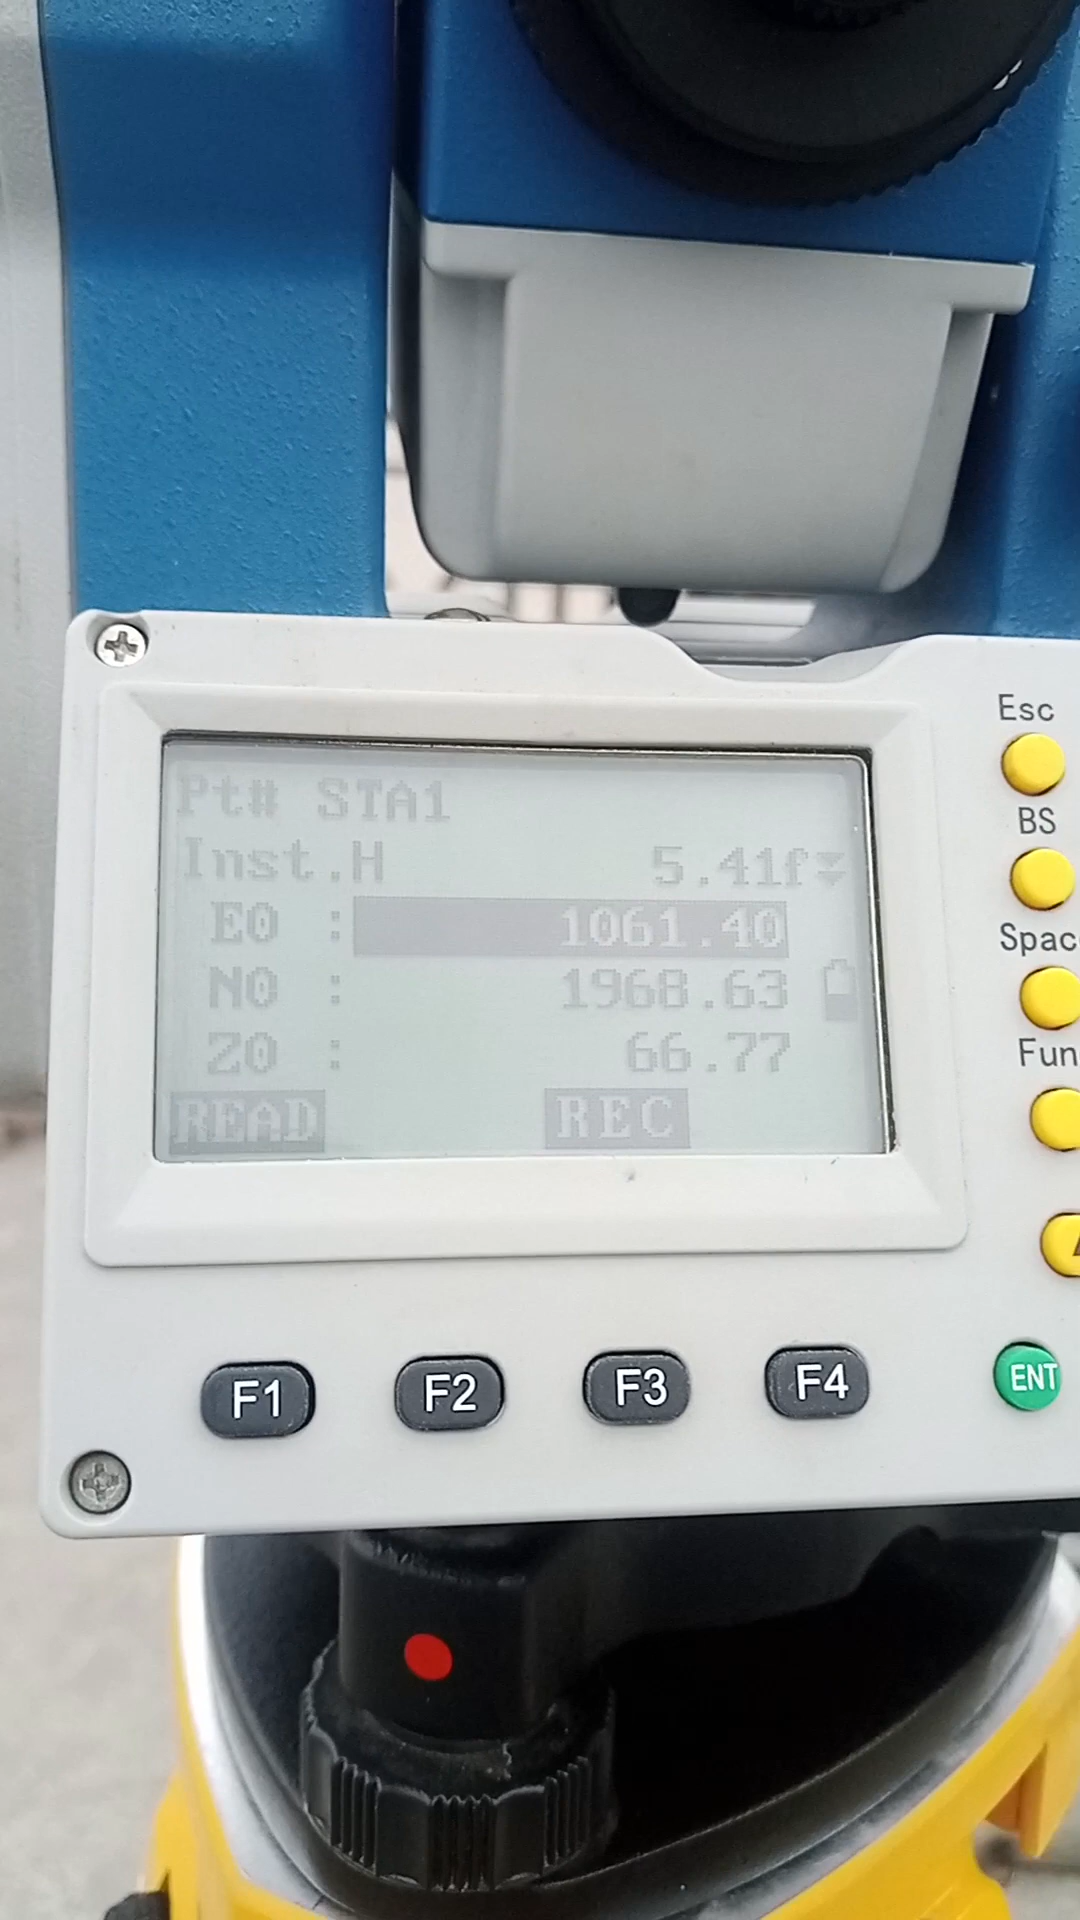 Pt# STA1
Inst.H 5.41f
E0 : 1061.40
N0 : 1968.63
Z0 : 66.77
READ REC
Esc
BS
Spac
Fun
F1 F2 F3 F4 ENT